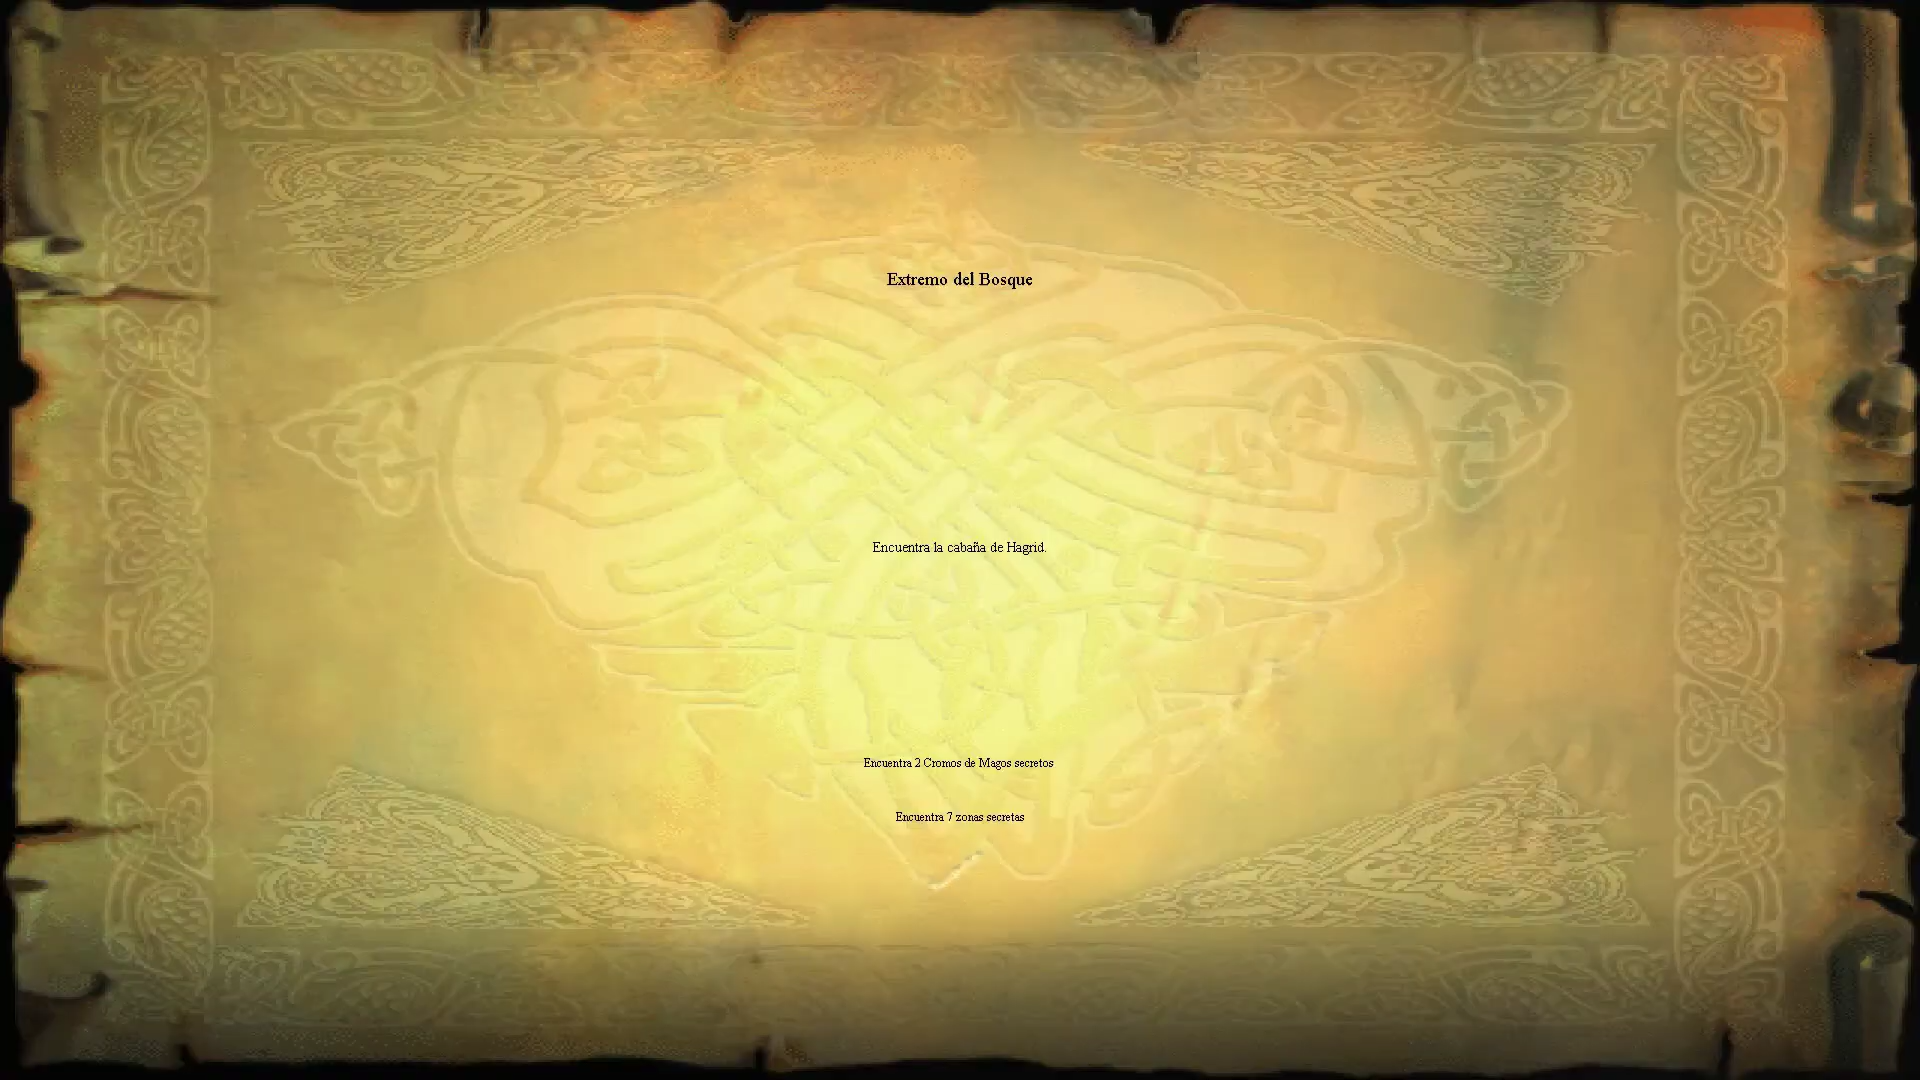 Extremo del Bosque
Encuentra la cabaña de Hagrid.
Encuentra 2 Cromos de Magos secretos
Encuentra 7 zonas secretas